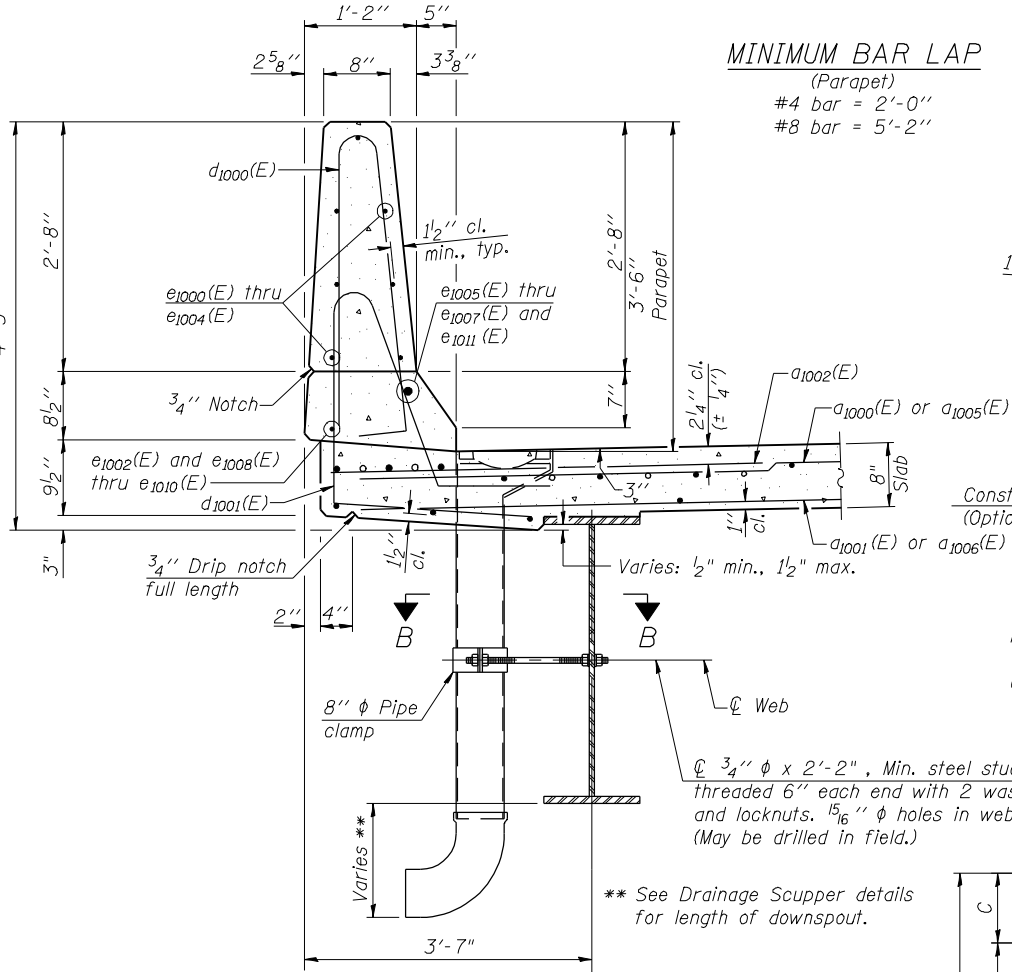 1'-2"
5"
2 5/8"
8"
3 3/8"
MINIMUM BAR LAP
(Parapet)
#4 bar = 2'-0"
#8 bar = 5'-2"
d1000(E)
2'-8"
1 1/2" cl.
min., typ.
2'-8"
3'-6"
Parapet
e1000(E) thru
e1004(E)
e1005(E) thru
e1007(E) and
e1011(E)
3/4" Notch
8 1/2"
7"
2 1/4" cl.
(± 1/4")
a1002(E)
a1000(E) or a1005(E)
e1002(E) and e1008(E)
thru e1010(E)
d1001(E)
9 1/2"
3"
8"
Slab
1"
cl.
a1001(E) or a1006(E)
3"
3/4" Drip notch
full length
1 1/2"
cl.
Varies: 1/2" min., 1 1/2" max.
2"
4"
B
B
8" ϕ Pipe
clamp
℄ Web
℄ 3/4" ϕ x 2'-2" , Min. steel
threaded 6" each end with 2
and locknuts. 15/16" ϕ holes in web
(May be drilled in field.)
Varies **
** See Drainage Scupper details
for length of downspout.
3'-7"
C